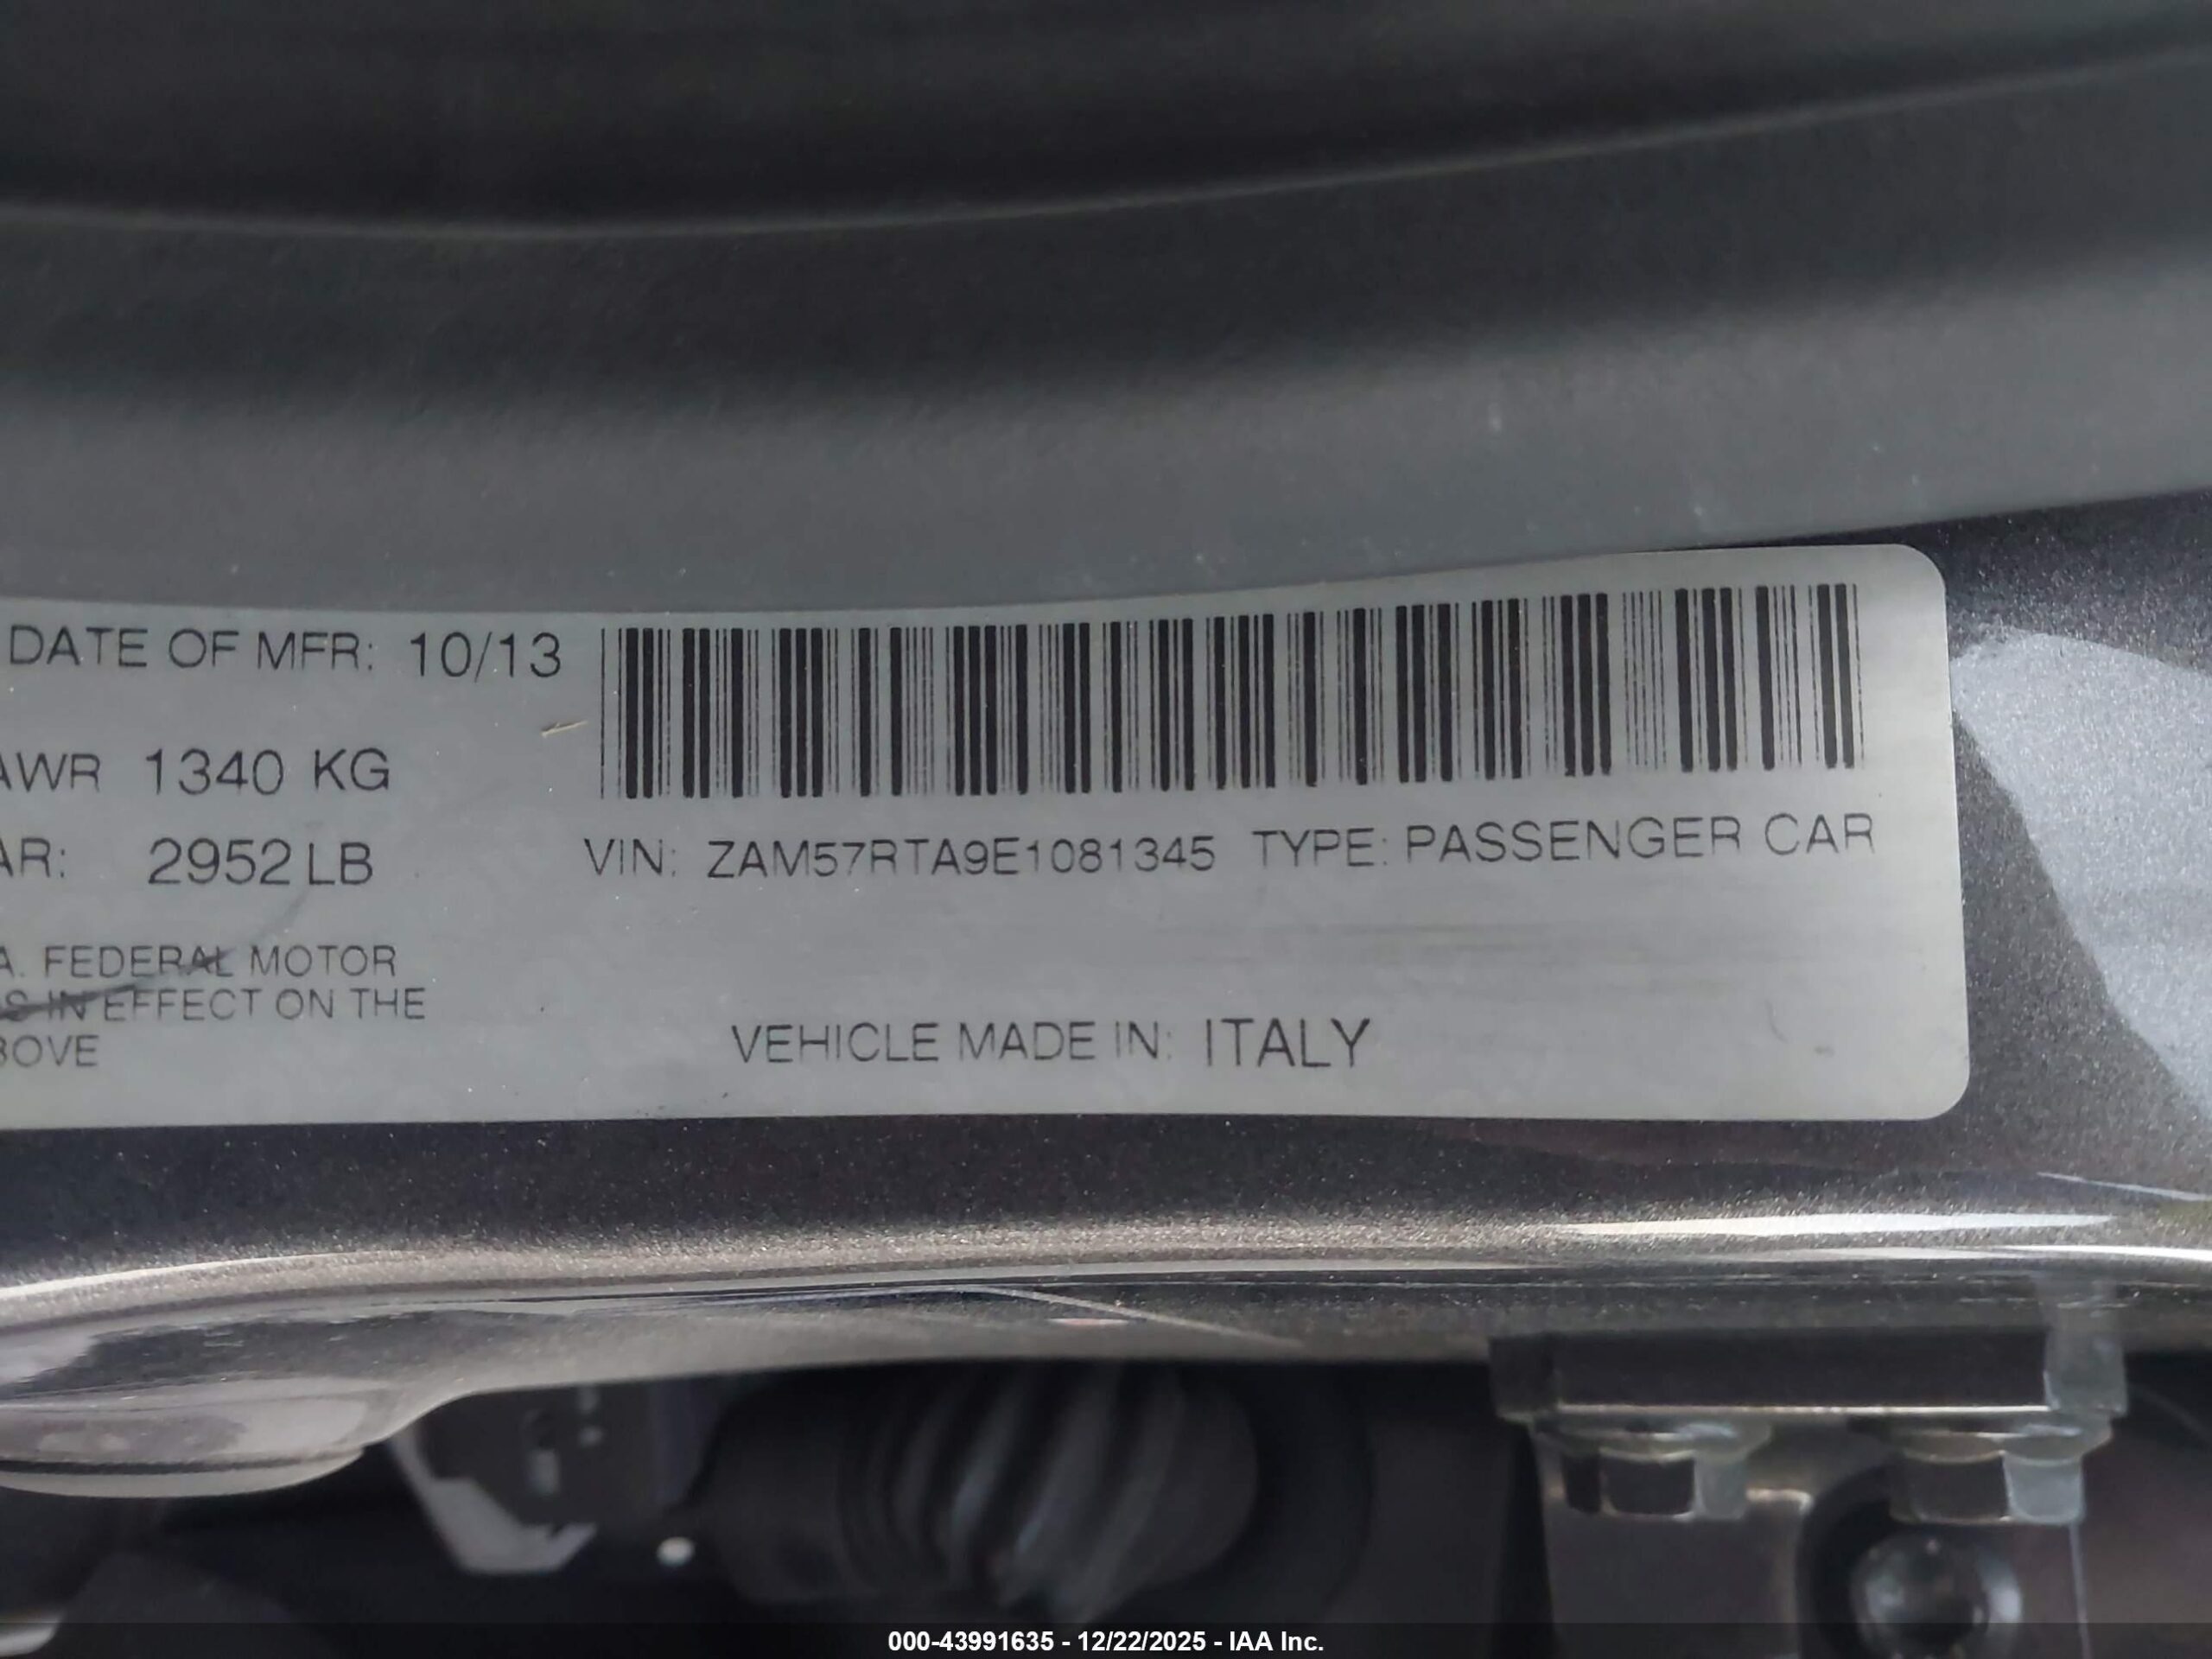 DATE OF MFR: 10/13
AWR 1340 KG
AR: 2952 LB
VIN: ZAM57RTA9E1081345 TYPE: PASSENGER CAR
A. FEDERAL MOTOR
S IN EFFECT ON THE
BOVE
VEHICLE MADE IN: ITALY
000-43991635 - 12/22/2025 - IAA Inc.